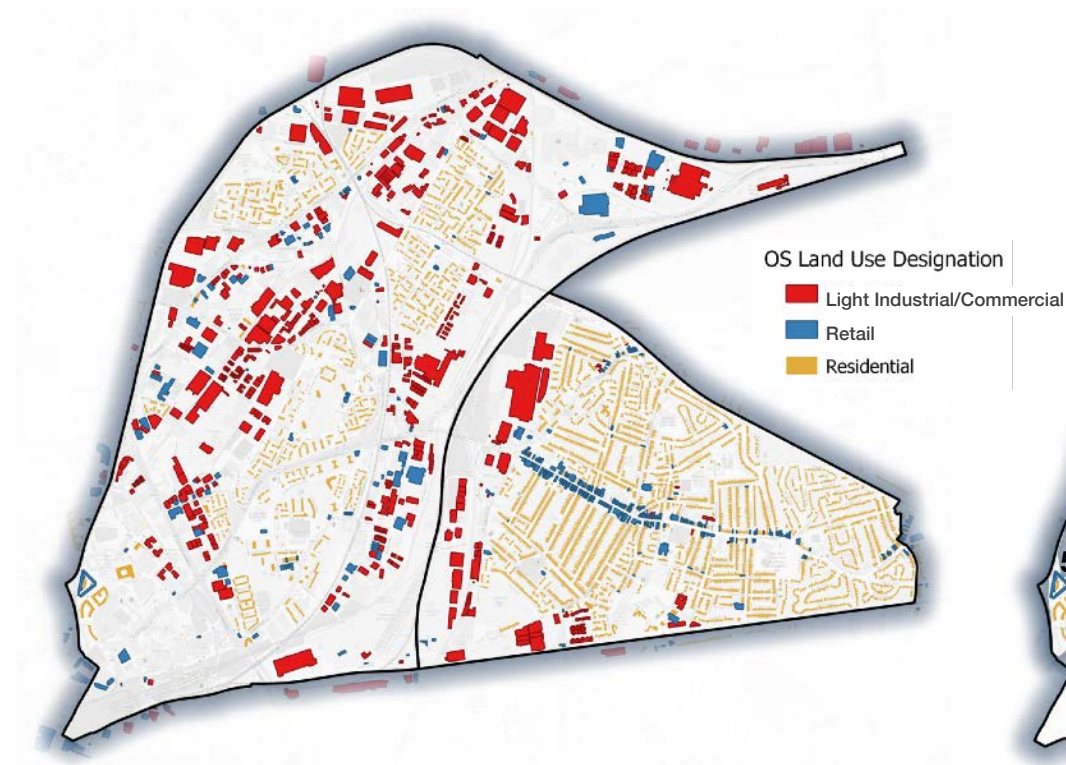 OS Land Use Designation
Light Industrial/Commercial
Retail
Residential